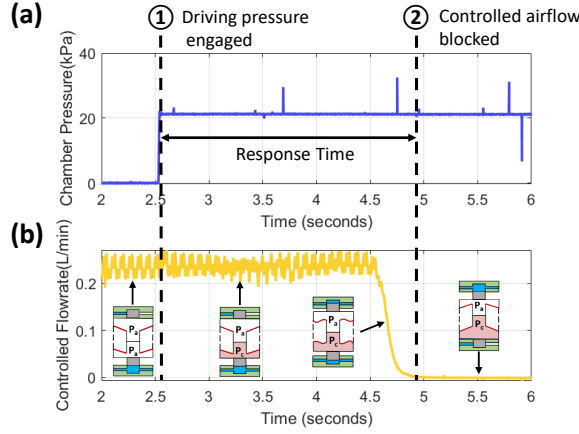 (a)
1 Driving pressure
engaged
2 Controlled airflow
blocked
Chamber Pressure(kPa)
40
20
0
Response Time
2 2.5 3 3.5 4 4.5 5 5.5 6
Time (seconds)
(b)
Controlled Flowrate(L/min)
0.2
0.1
0
Pa
Pa
Pa
Pc
Pa
Pc
Pa
Pc
2 2.5 3 3.5 4 4.5 5 5.5 6
Time (seconds)